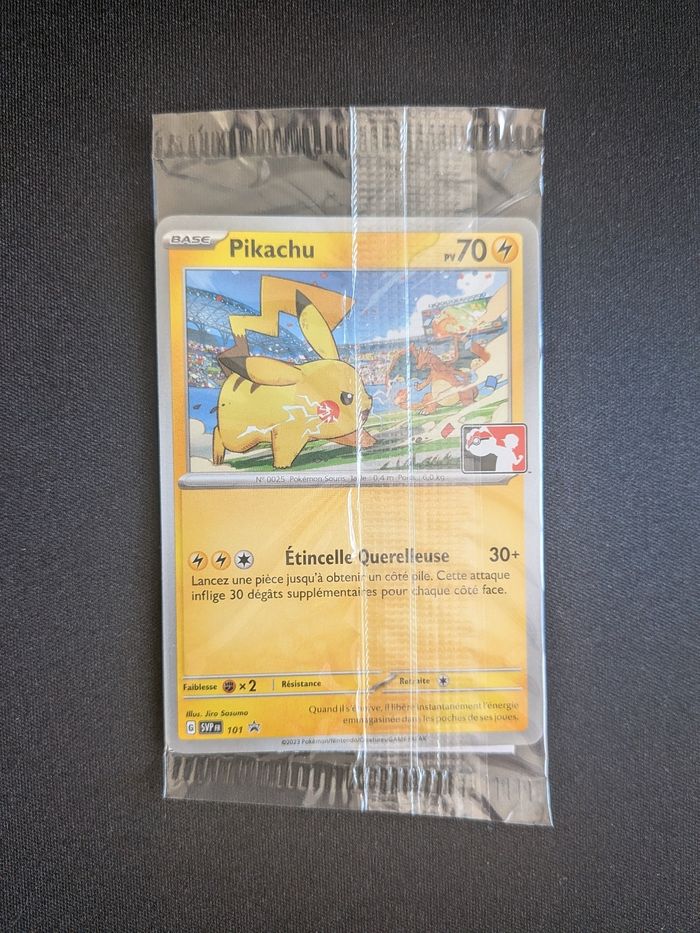 BASE Pikachu PV 70
N° 0025 Pokémon Souris Taille : 0,4 m Poids : 6,0 kg
Étincelle Querelleuse 30+
Lancez une pièce jusqu'à obtenir un côté pile. Cette attaque
inflige 30 dégâts supplémentaires pour chaque côté face.
Faiblesse ×2 Résistance Retraite
Illus. Jiro Sasumo
Quand il s'énerve, il libère instantanément l'énergie
emmagasinée dans les poches de ses joues.
G SVP FR 101
©2023 Pokémon/Nintendo/Creatures/GAME FREAK